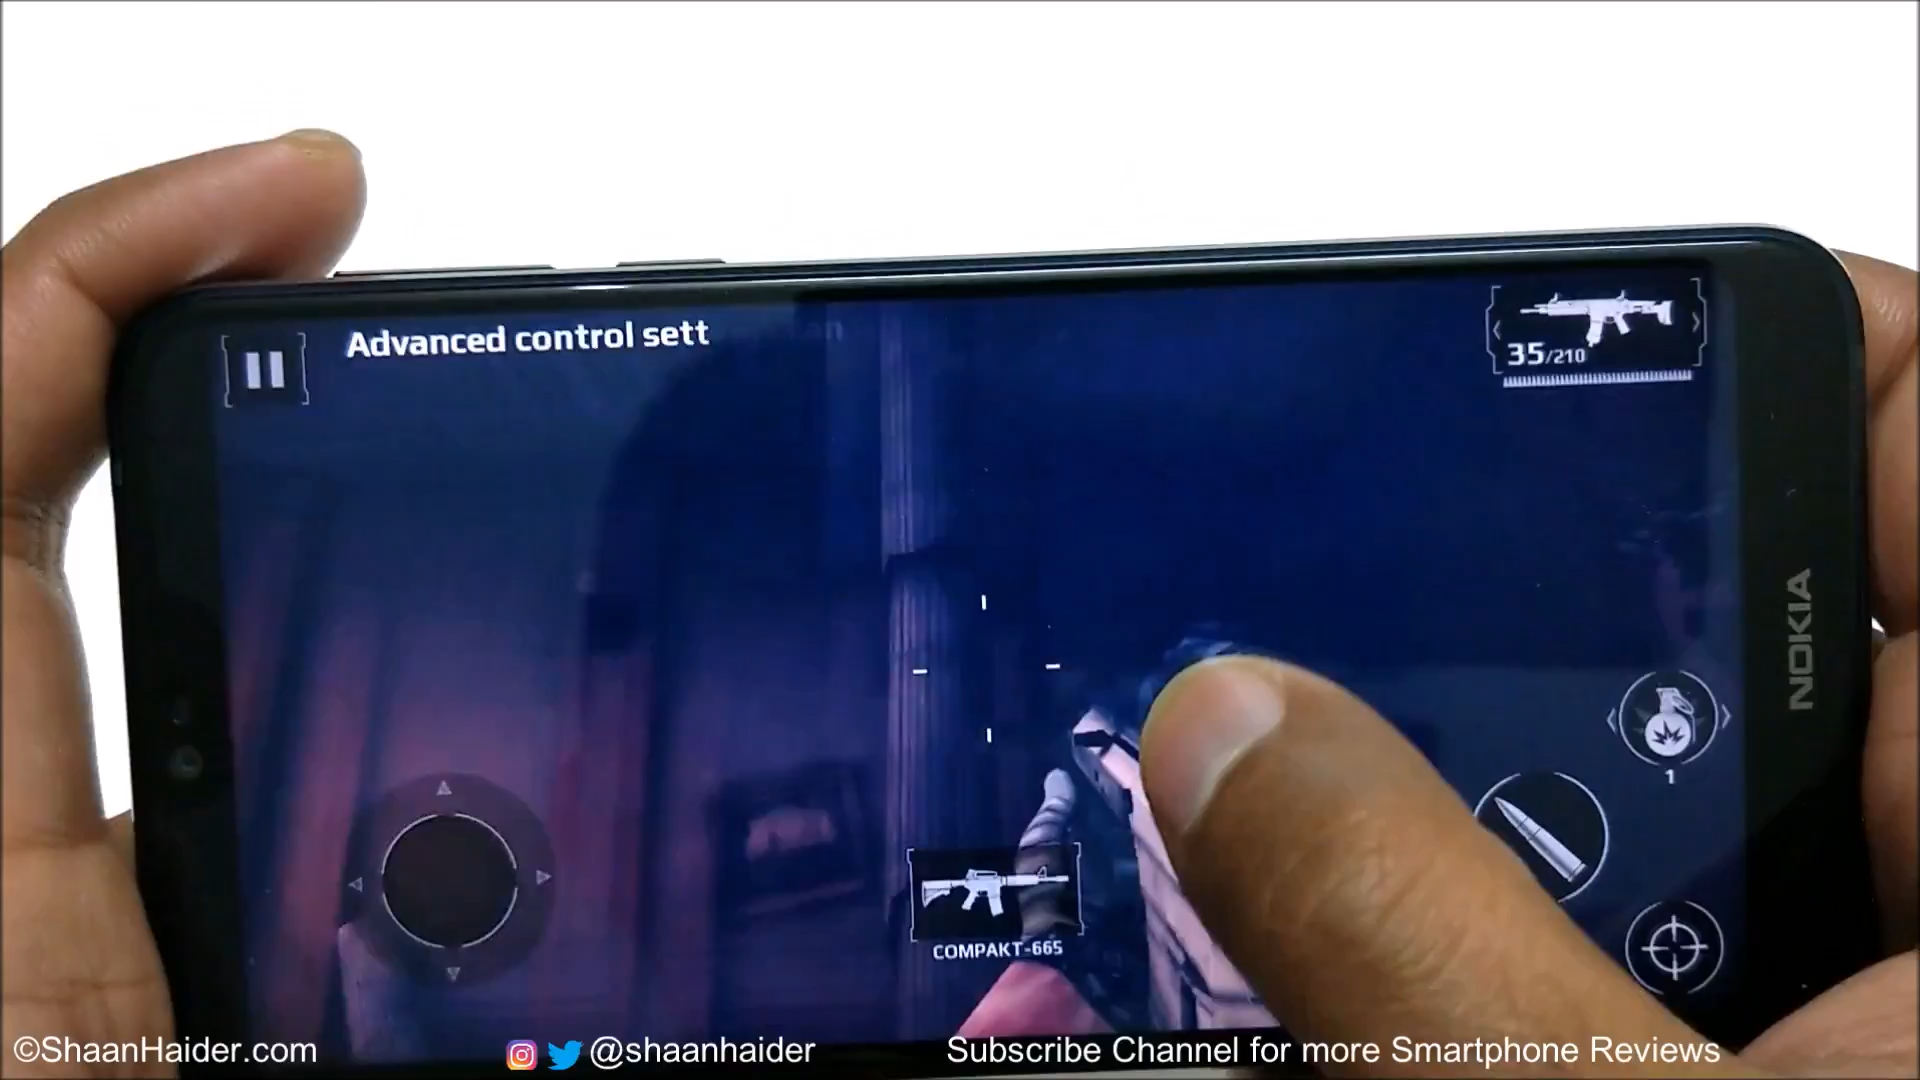 Advanced control sett
35/210
NOKIA
1
COMPAKT-665
©ShaanHaider.com
@shaanhaider
Subscribe Channel for more Smartphone Reviews